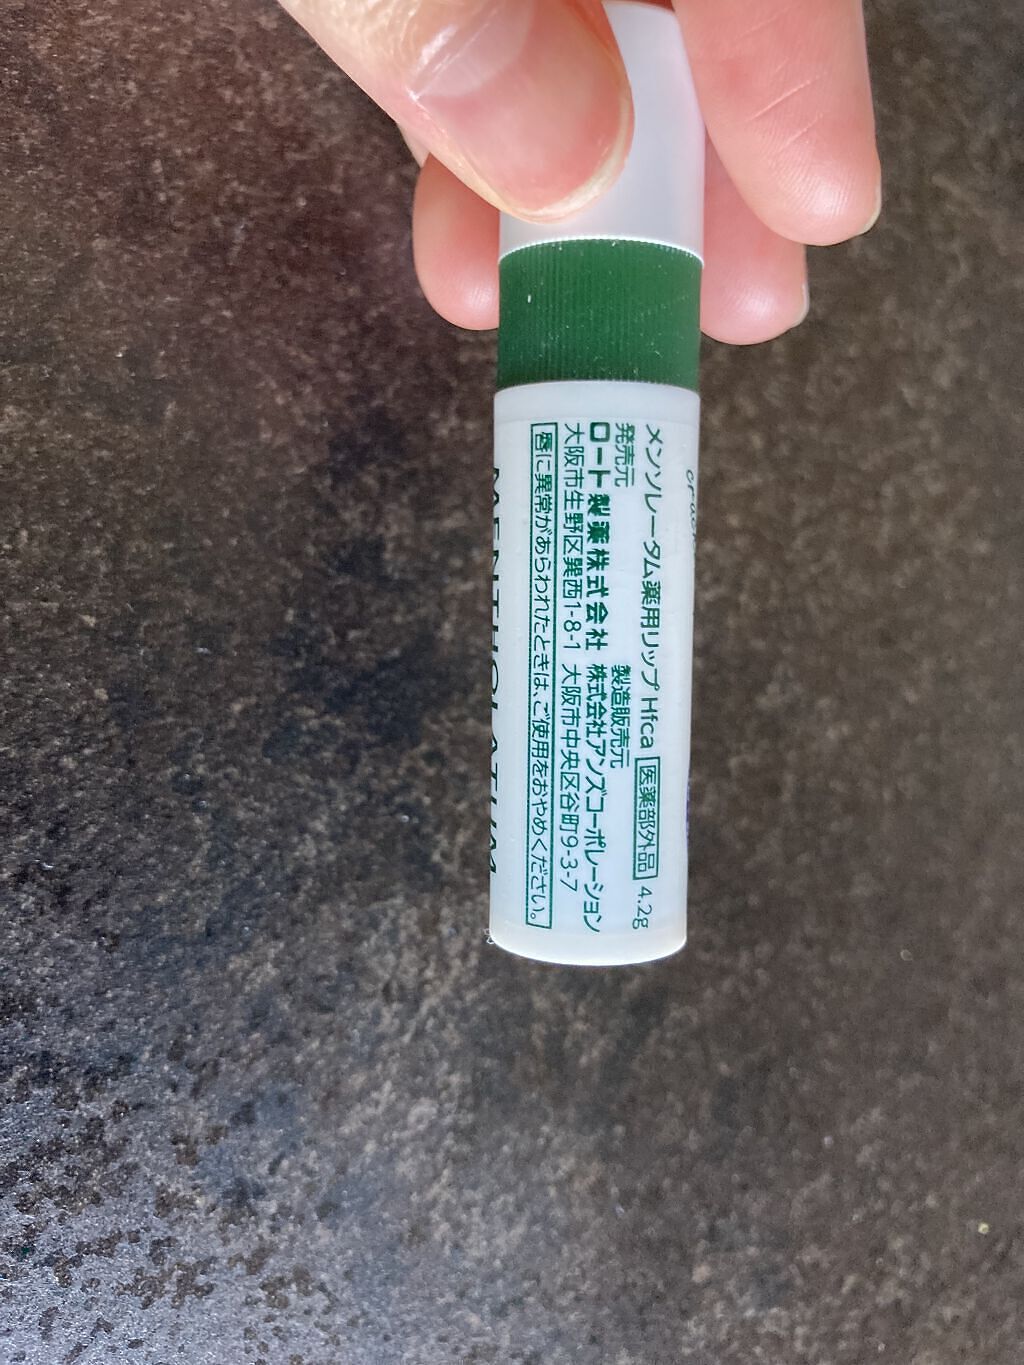 メンソレータム薬用リップ Hfca 医薬部外品 4.2g
発売元 製造販売元
ロート製薬株式会社 株式会社アンズコーポレーション
大阪市生野区巽西1-8-1 大阪市中央区谷町9-3-7
唇に異常があらわれたときは、ご使用をおやめください。
MENTHOLATUM